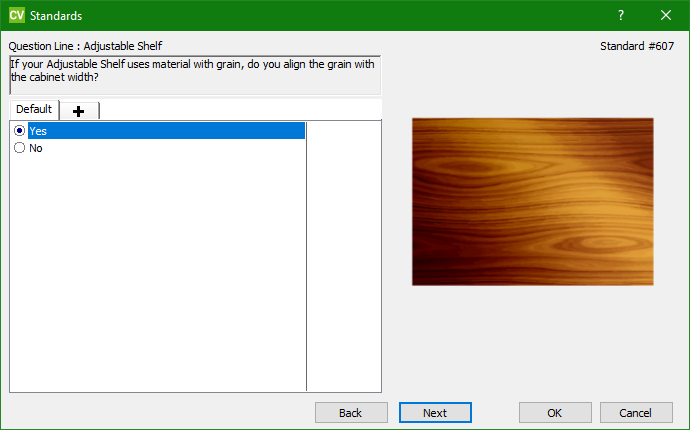 CV Standards ?
Question Line : Adjustable Shelf Standard #607
If your Adjustable Shelf uses material with grain, do you align the grain with
the cabinet width?
Default
Yes
No
Back Next OK Cancel